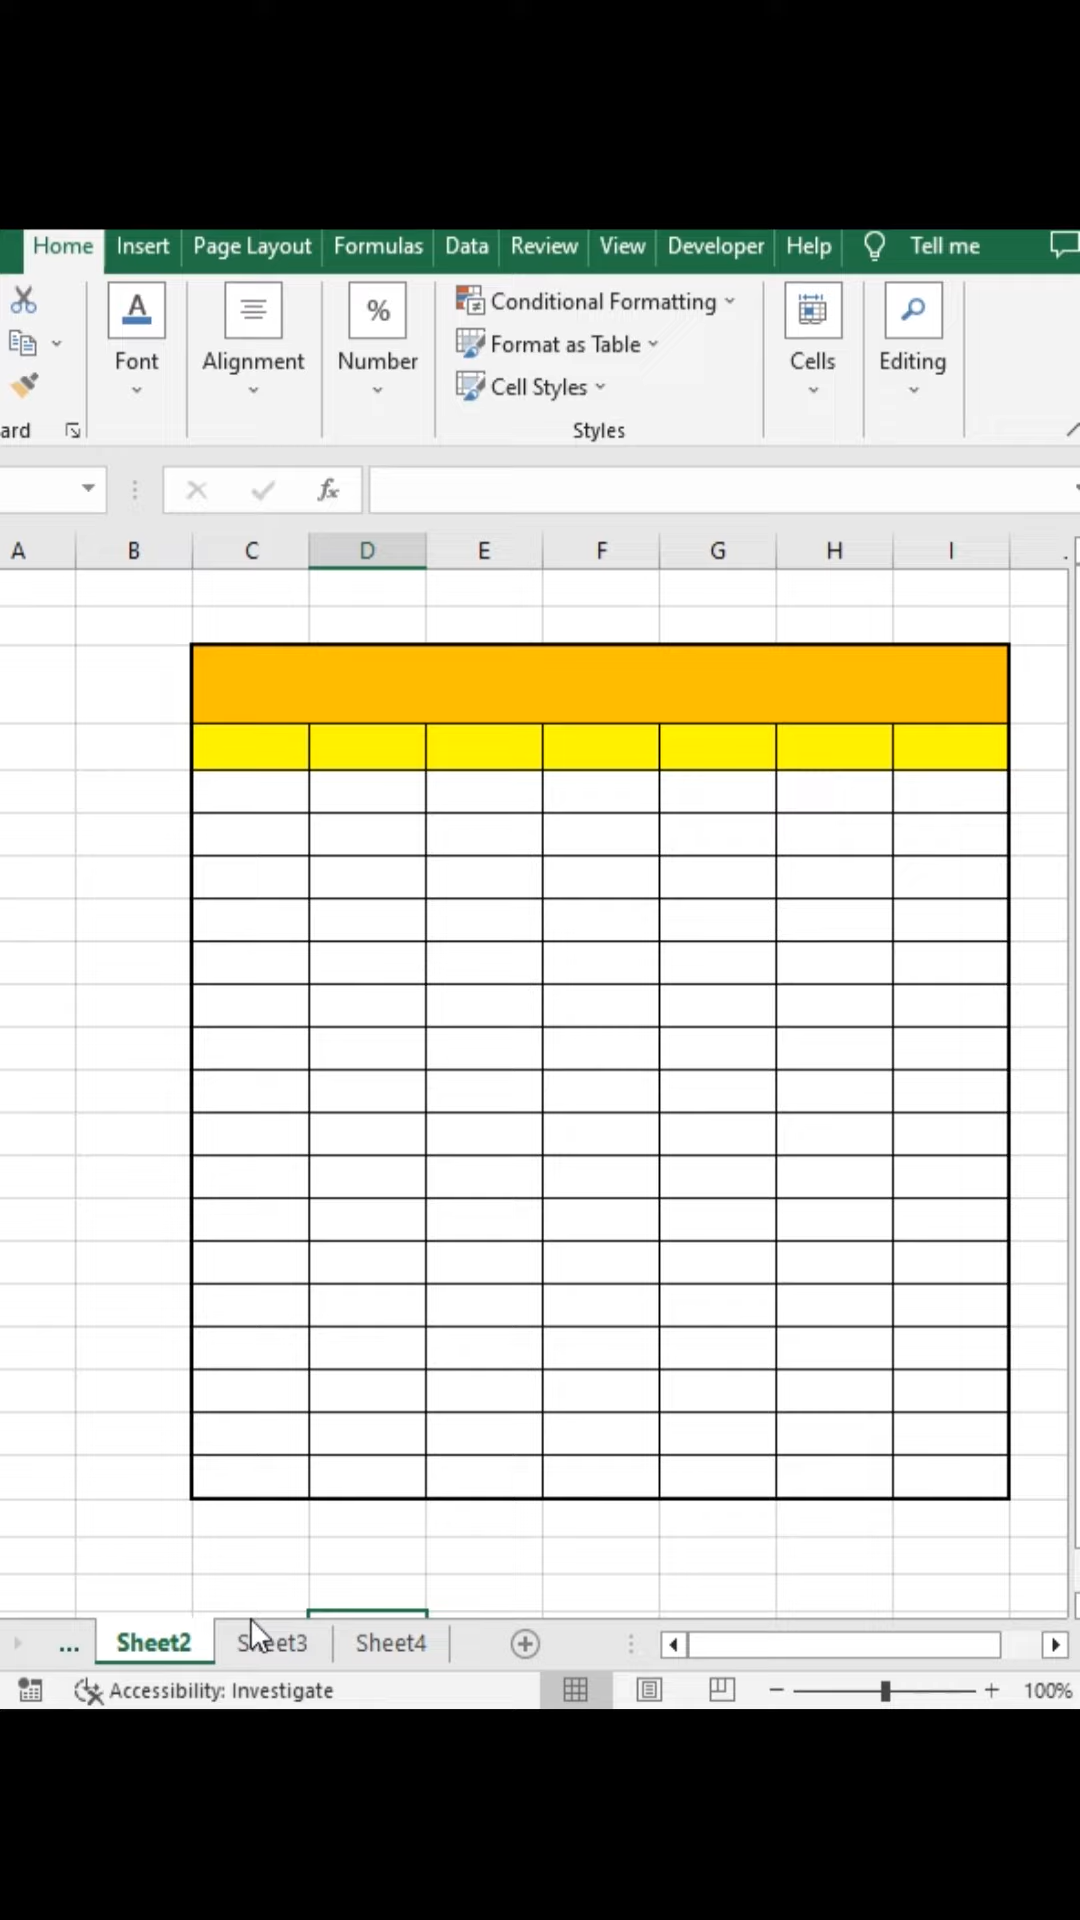 Home Insert Page Layout Formulas Data Review View Developer Help Tell me
Conditional Formatting
Format as Table
Cell Styles
Font Alignment Number Cells Editing
ard Styles
fx
A B C D E F G H I
... Sheet2 Sheet3 Sheet4
Accessibility: Investigate 100%